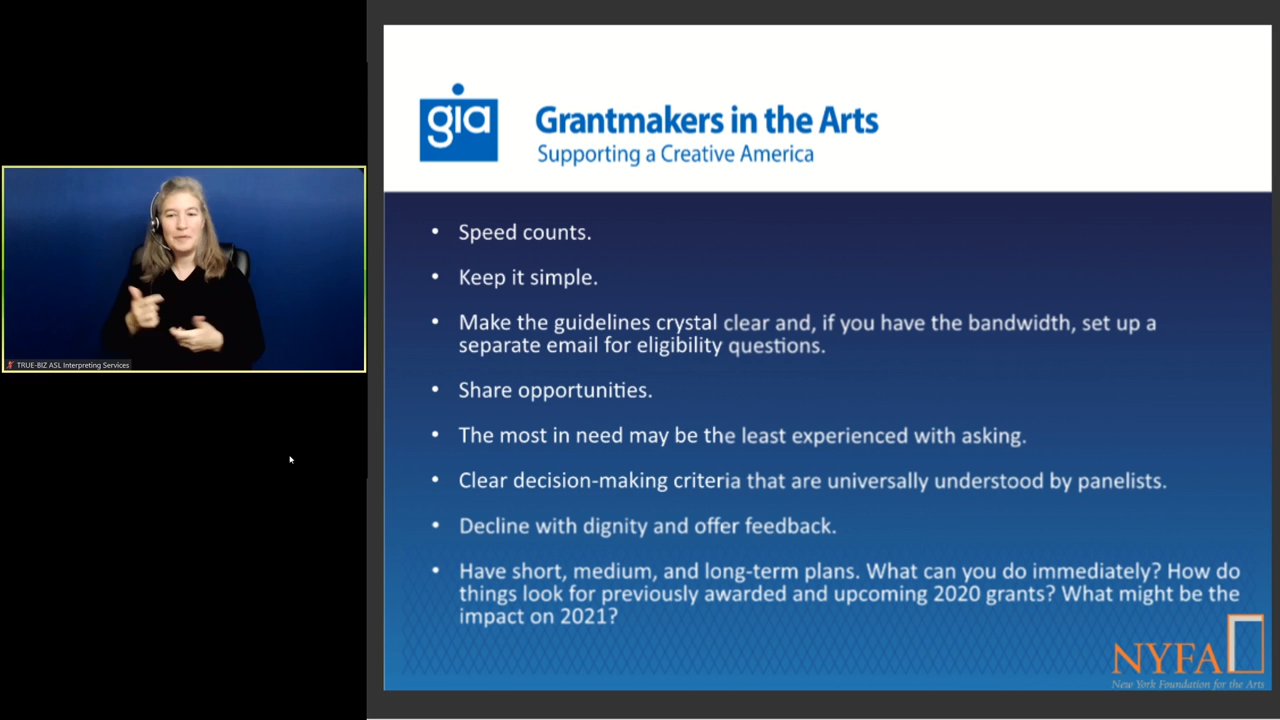 gia
Grantmakers in the Arts
Supporting a Creative America
• Speed counts.
• Keep it simple.
• Make the guidelines crystal clear and, if you have the bandwidth, set up a
separate email for eligibility questions.
• Share opportunities.
• The most in need may be the least experienced with asking.
• Clear decision-making criteria that are universally understood by panelists.
• Decline with dignity and offer feedback.
• Have short, medium, and long-term plans. What can you do immediately? How do
things look for previously awarded and upcoming 2020 grants? What might be the
impact on 2021?
TRUE-BIZ ASL Interpreting Services
NYFA
New York Foundation for the Arts